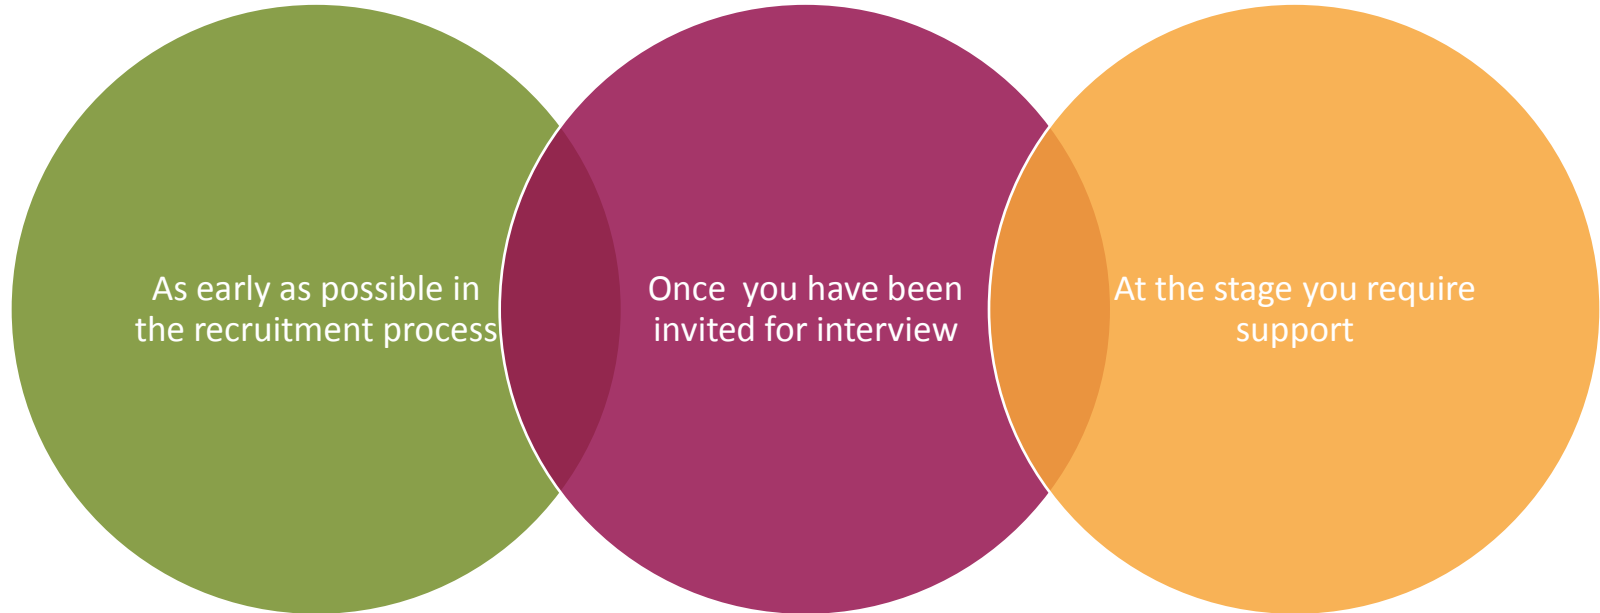 As early as possible in
the recruitment process
Once  you have been
invited for interview
At the stage you require
support